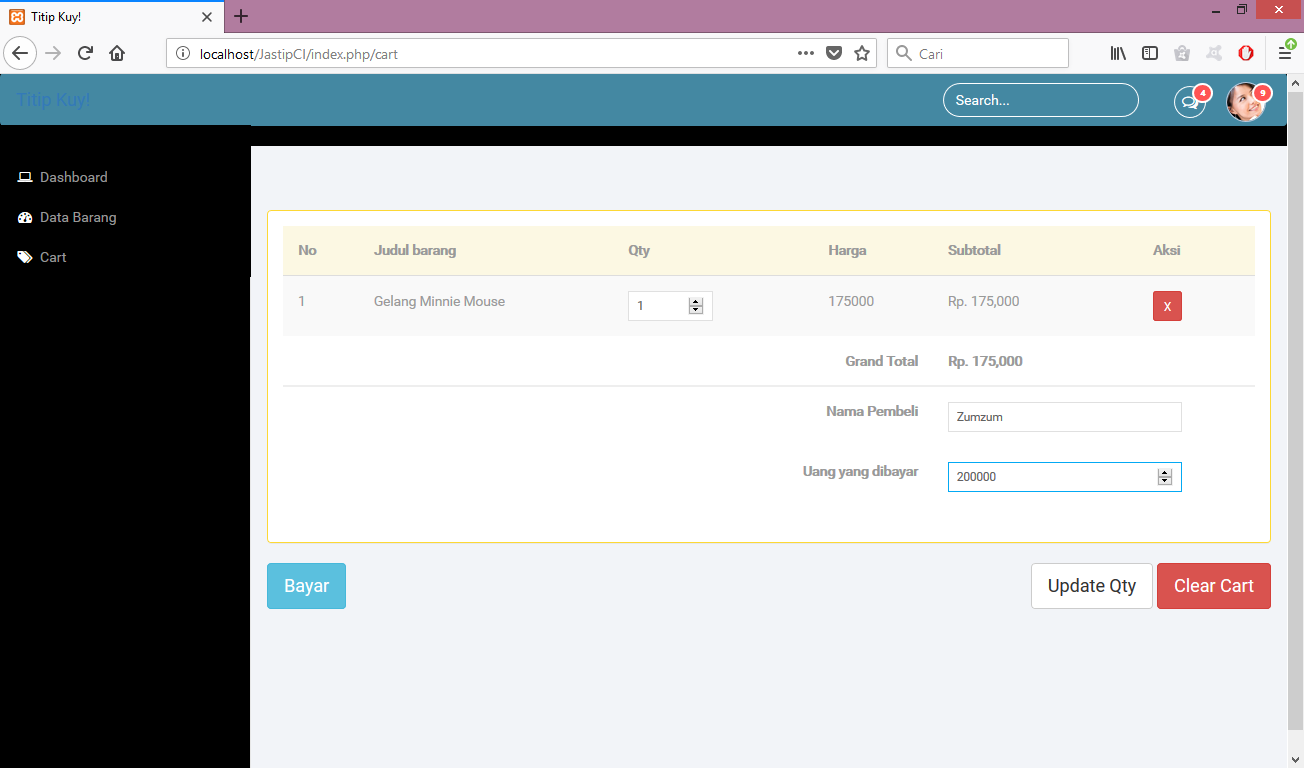 Titip Kuy!
localhost/JastipCI/index.php/cart
Cari
Titip Kuy!
Search...
4
9
Dashboard
Data Barang
Cart
No Judul barang Qty Harga Subtotal Aksi
1 Gelang Minnie Mouse 1 175000 Rp. 175,000 x
Grand Total Rp. 175,000
Nama Pembeli Zumzum
Uang yang dibayar 200000
Bayar Update Qty Clear Cart